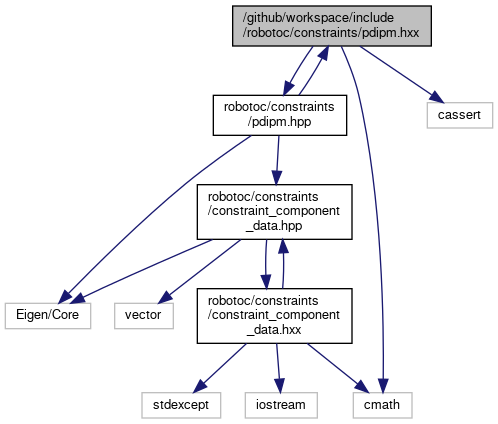 /github/workspace/include
/robotoc/constraints/pdipm.hxx
robotoc/constraints
/pdipm.hpp
cassert
robotoc/constraints
/constraint_component
_data.hpp
Eigen/Core
vector
robotoc/constraints
/constraint_component
_data.hxx
stdexcept
iostream
cmath